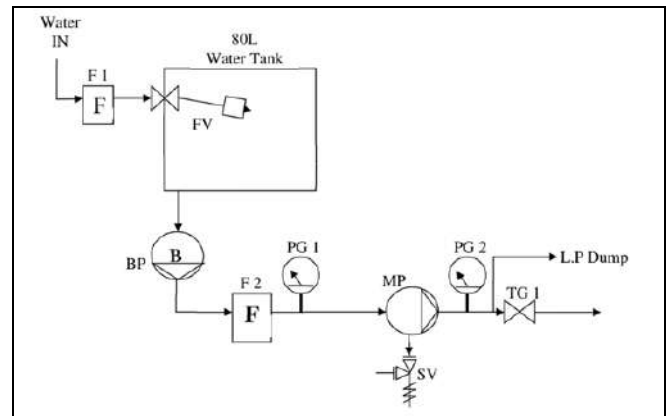 Water
IN
80L
Water Tank
F 1
F
FV
BP
B
F 2
F
PG 1
MP
PG 2
L.P Dump
TG 1
SV